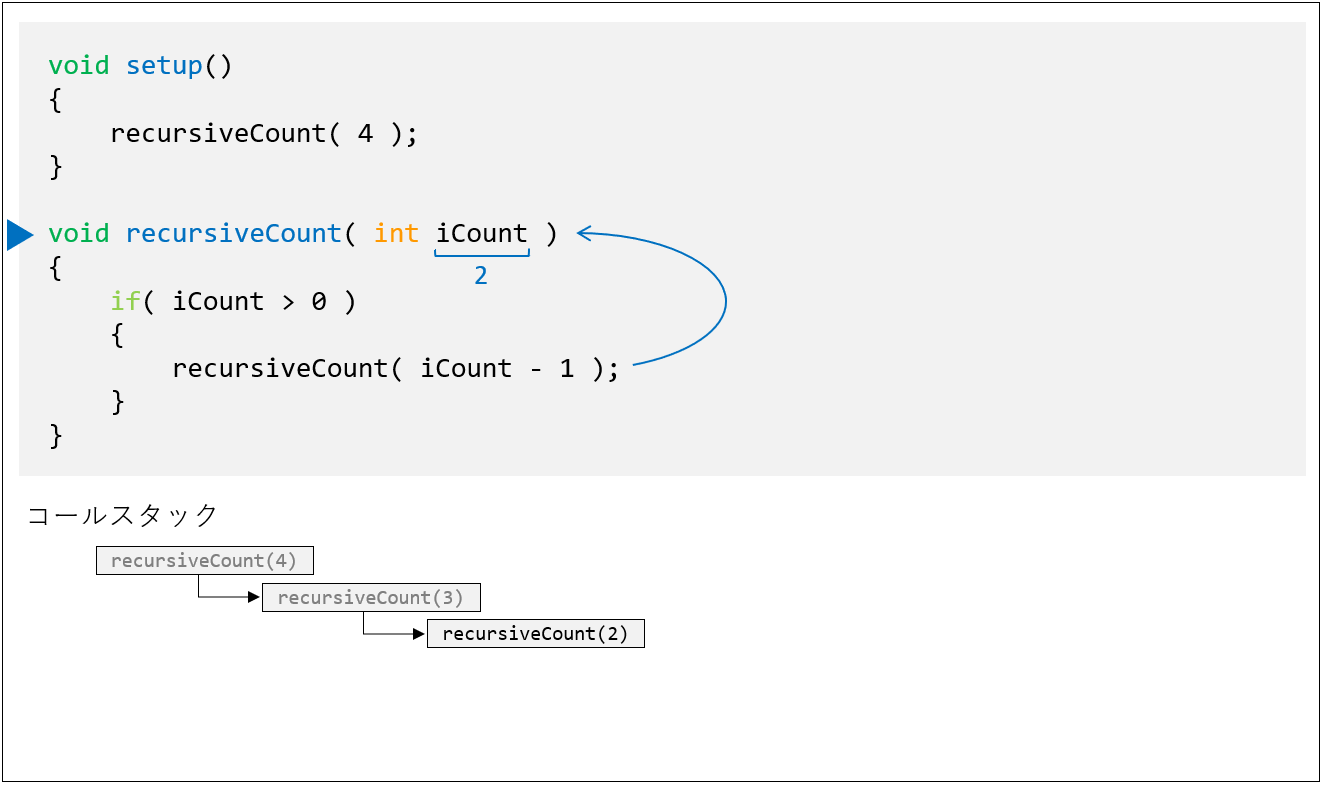 void setup()
{
    recursiveCount( 4 );
}
void recursiveCount( int iCount )
{
2
    if( iCount > 0 )
    {
        recursiveCount( iCount - 1 );
    }
}
コールスタック
recursiveCount(4)
recursiveCount(3)
recursiveCount(2)